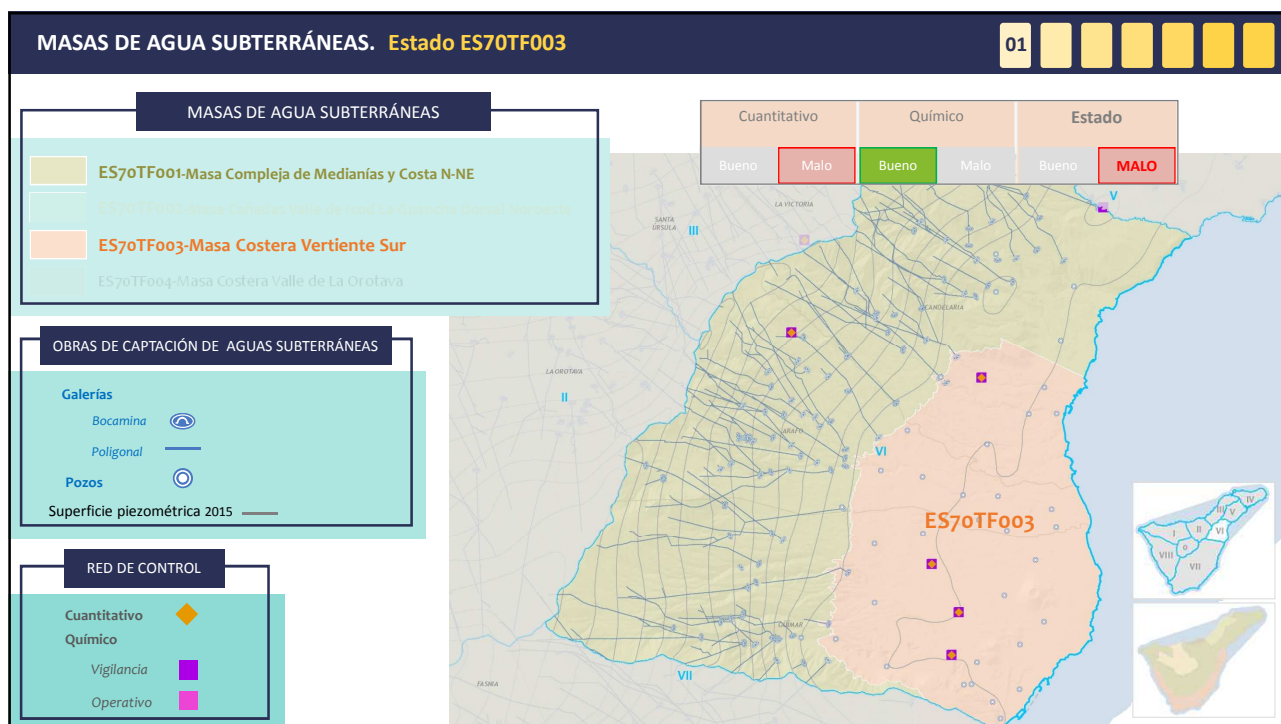 MASAS DE AGUA SUBTERRÁNEAS. Estado ES70TF003
01
MASAS DE AGUA SUBTERRÁNEAS
ES70TF001-Masa Compleja de Medianías y Costa N-NE
ES70TF003-Masa Costera Vertiente Sur
ES70TF004-Masa Costera Valle de La Orotava
OBRAS DE CAPTACIÓN DE AGUAS SUBTERRÁNEAS
Galerías
Bocamina
Poligonal
Pozos
Superficie piezométrica 2015
RED DE CONTROL
Cuantitativo
Químico
Vigilancia
Operativo
Cuantitativo Químico Estado
Bueno Malo Bueno Malo Bueno MALO
LA VICTORIA
V
SANTA
ÚRSULA
III
CANDELARIA
LA OROTAVA
II
ARAFO
VI
ES70TF003
GÜIMAR
VII
FASNIA
I II III IV V VI
VIII 0 VII